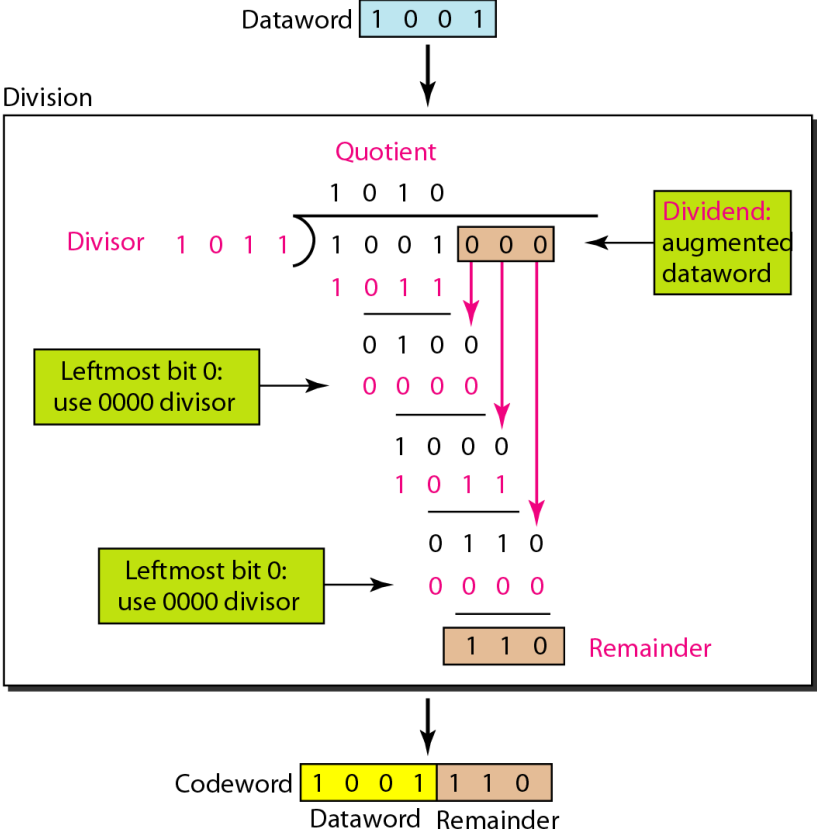 Dataword 1 0 0 1
Division
Quotient
1 0 1 0
Divisor 1 0 1 1 1 0 0 1 0 0 0
Dividend:
augmented
dataword
1 0 1 1
0 1 0 0
Leftmost bit 0:
use 0000 divisor
0 0 0 0
1 0 0 0
1 0 1 1
0 1 1 0
Leftmost bit 0:
use 0000 divisor
0 0 0 0
1 1 0 Remainder
Codeword 1 0 0 1 1 1 0
Dataword Remainder